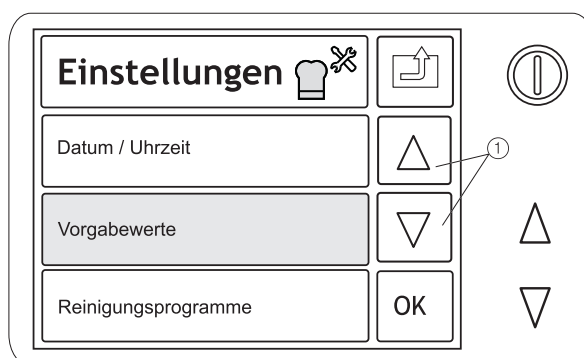 Einstellungen
Datum / Uhrzeit
1
Vorgabewerte
Reinigungsprogramme
OK